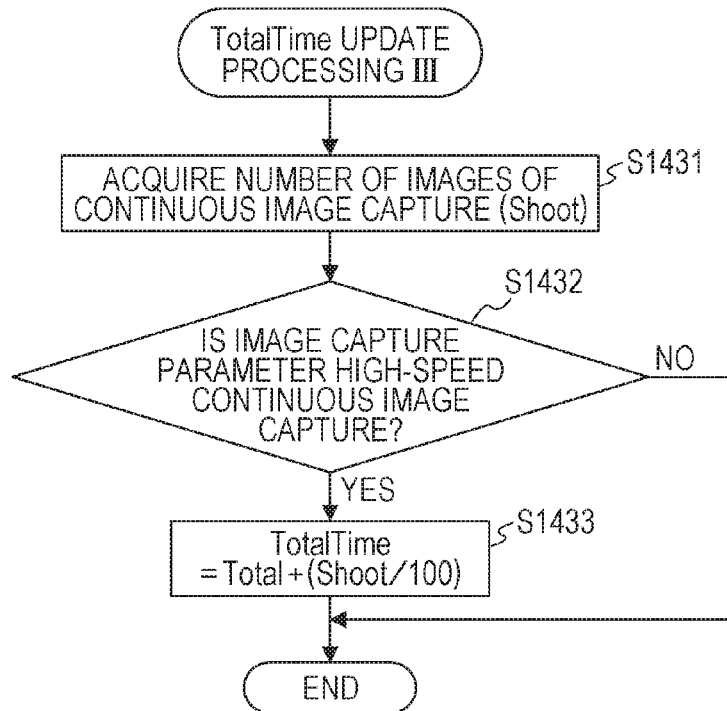 TotalTime UPDATE
PROCESSING III
ACQUIRE NUMBER OF IMAGES OF
CONTINUOUS IMAGE CAPTURE (Shoot)
S1431
S1432
IS IMAGE CAPTURE
PARAMETER HIGH-SPEED
CONTINUOUS IMAGE
CAPTURE?
NO
YES
S1433
TotalTime
=Total+(Shoot/100)
END